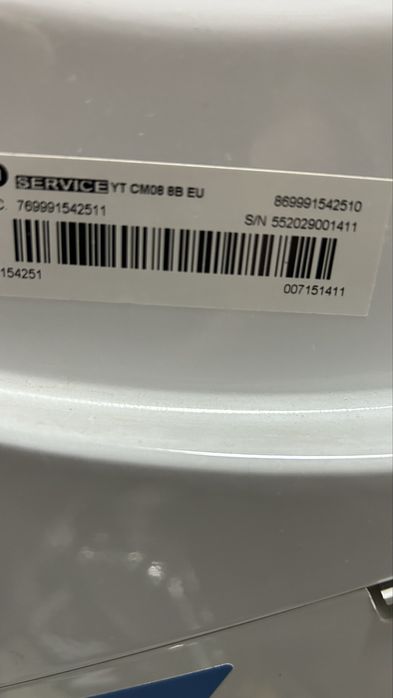 SERVICE YT CM08 8B EU
869991542510
C. 769991542511
S/N 552029001411
154251
007151411